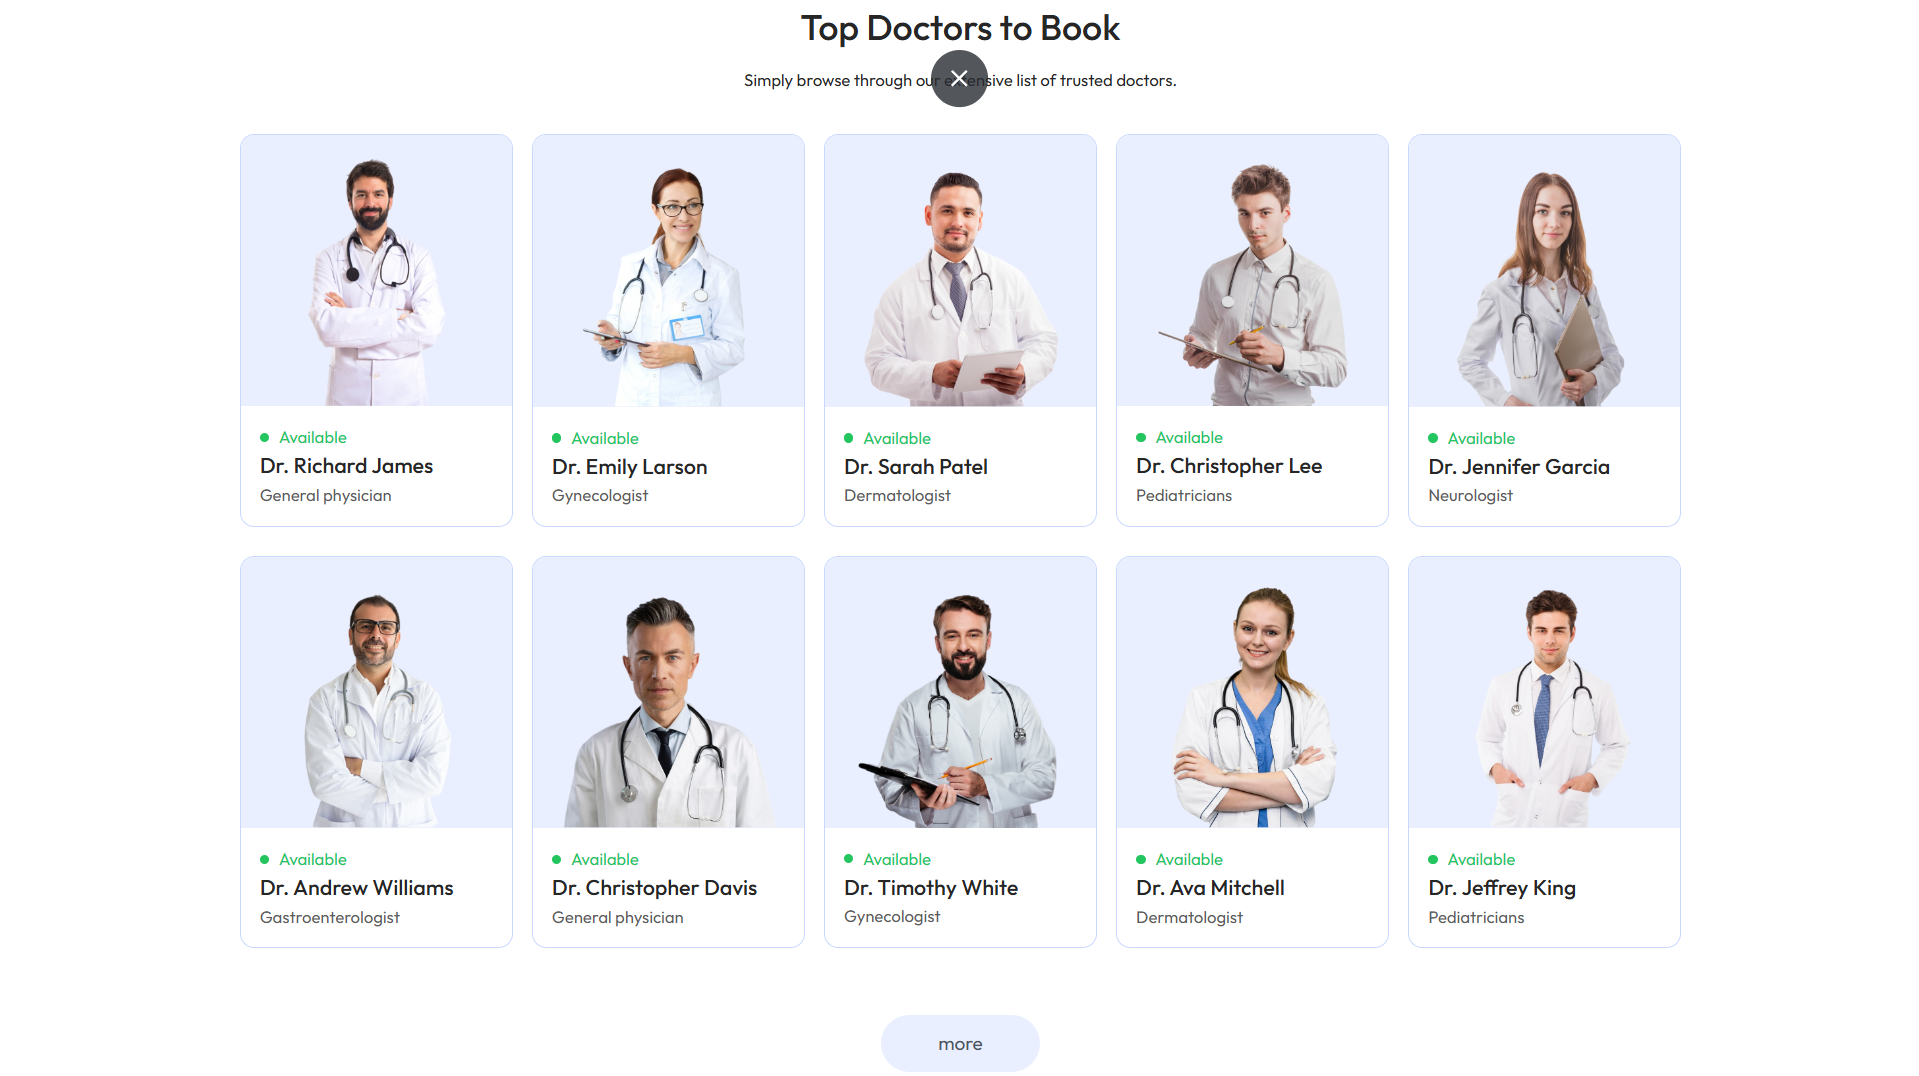 Top Doctors to Book
Simply browse through our extensive list of trusted doctors.
Available
Dr. Richard James
General physician
Available
Dr. Emily Larson
Gynecologist
Available
Dr. Sarah Patel
Dermatologist
Available
Dr. Christopher Lee
Pediatricians
Available
Dr. Jennifer Garcia
Neurologist
Available
Dr. Andrew Williams
Gastroenterologist
Available
Dr. Christopher Davis
General physician
Available
Dr. Timothy White
Gynecologist
Available
Dr. Ava Mitchell
Dermatologist
Available
Dr. Jeffrey King
Pediatricians
more